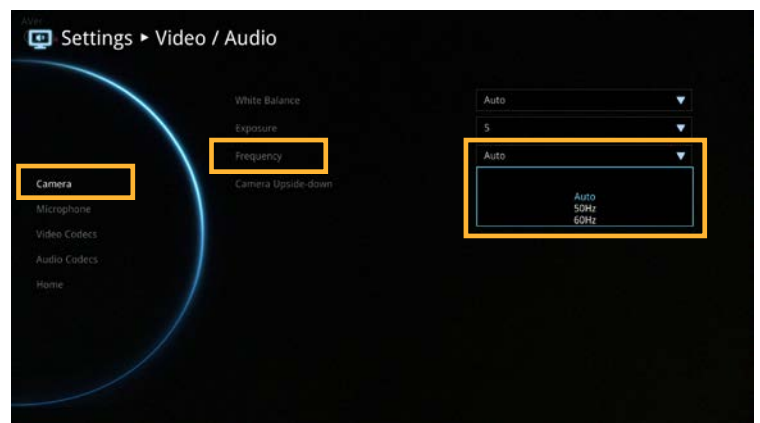 AVer
Settings ▸ Video / Audio
White Balance Auto
Exposure 5
Frequency Auto
Camera
Camera Upside-down
Auto
50Hz
60Hz
Microphone
Video Codecs
Audio Codecs
Home